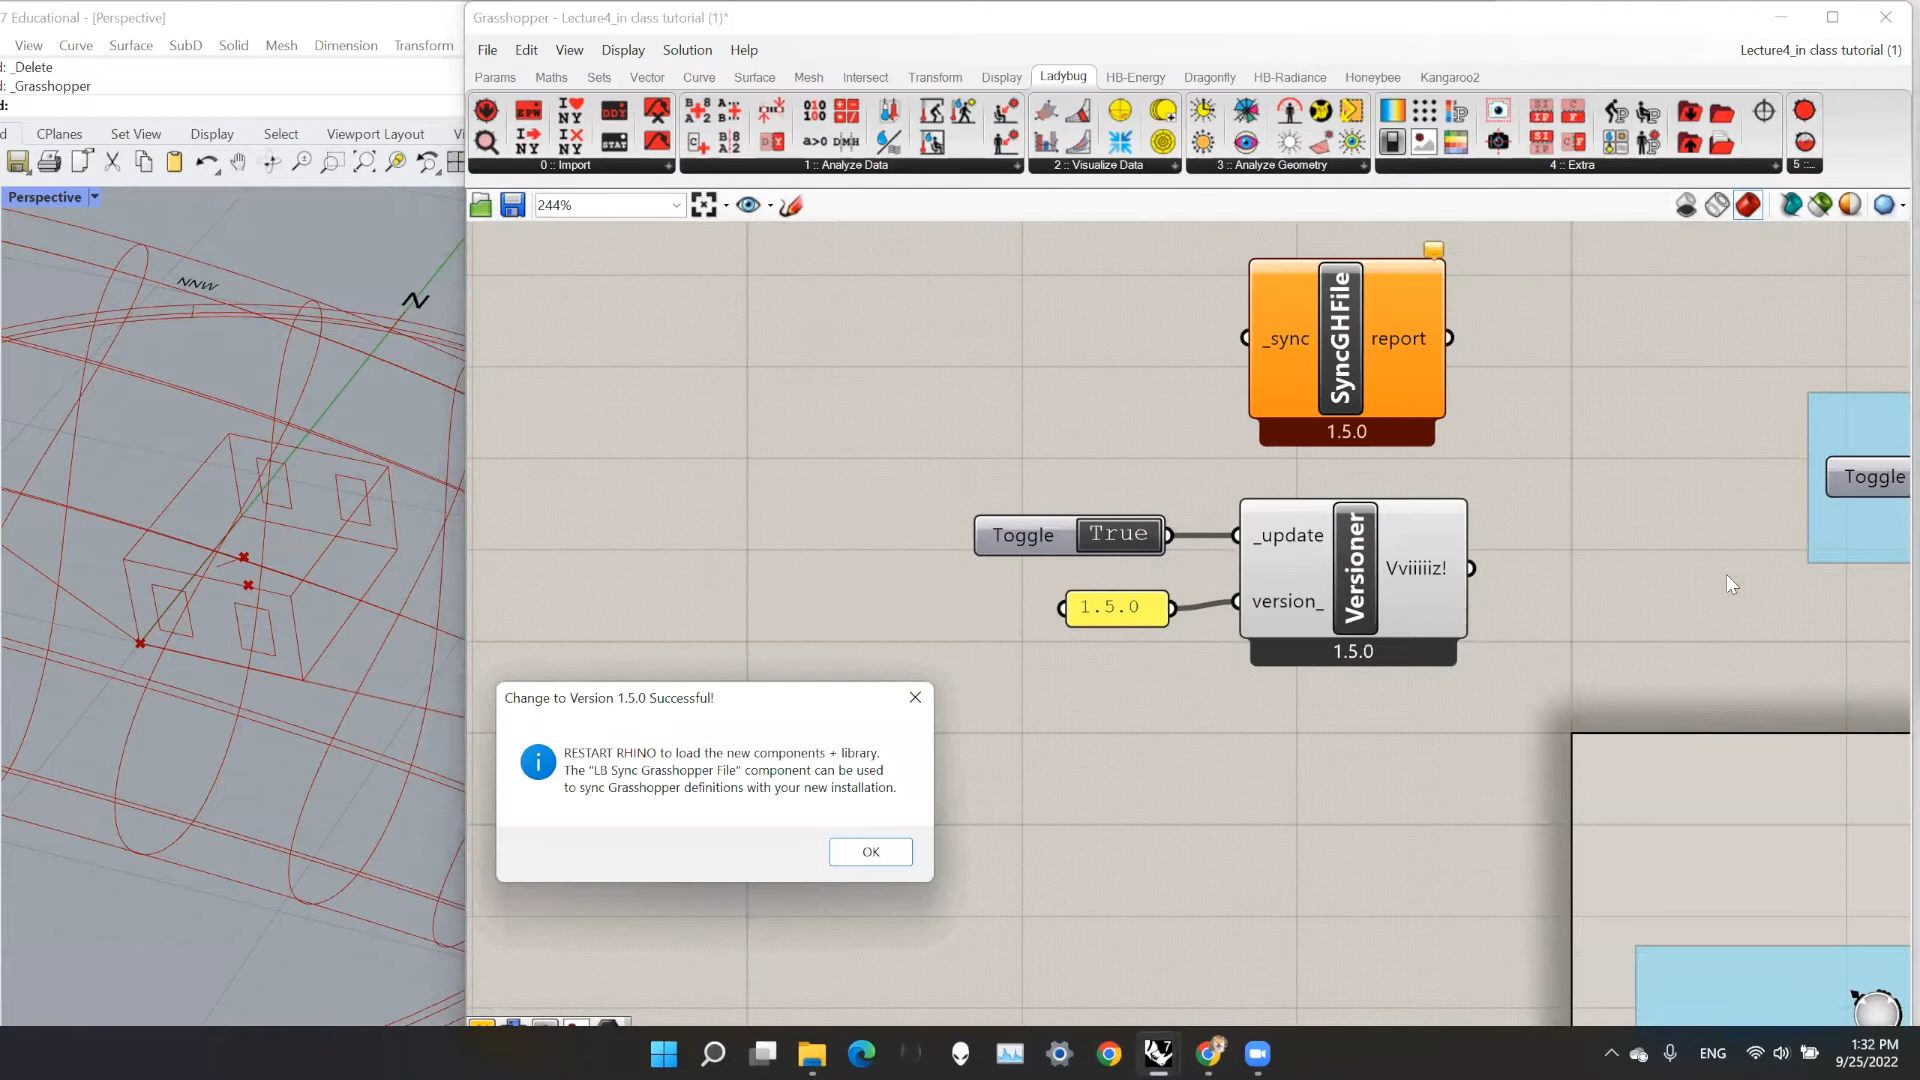 7 Educational - [Perspective]
View Curve Surface SubD Solid Mesh Dimension Transform
d: _Delete
d: _Grasshopper
d:
d CPlanes Set View Display Select Viewport Layout Vi
Perspective
NNW
N
Grasshopper - Lecture4_in class tutorial (1)*
File Edit View Display Solution Help
Lecture4_in class tutorial (1)
Params Maths Sets Vector Curve Surface Mesh Intersect Transform Display Ladybug HB-Energy Dragonfly HB-Radiance Honeybee Kangaroo2
0 :: Import
1 :: Analyze Data
2 :: Visualize Data
3 :: Analyze Geometry
4 :: Extra
5 ::...
244%
_sync SyncGHFile report
1.5.0
Toggle True
1.5.0
_update
version_
Versioner
Vviiiiiz!
1.5.0
Toggle
Change to Version 1.5.0 Successful!
RESTART RHINO to load the new components + library.
The "LB Sync Grasshopper File" component can be used
to sync Grasshopper definitions with your new installation.
OK
ENG
1:32 PM
9/25/2022